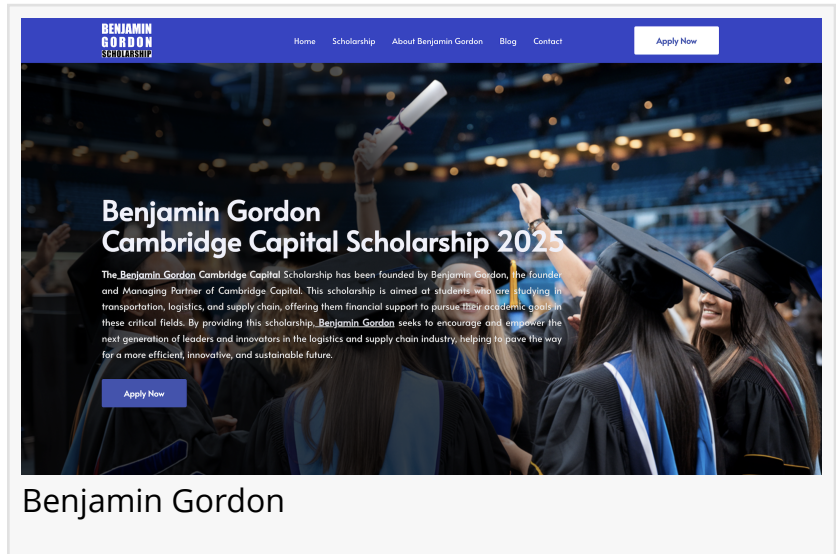 BENJAMIN
GORDON
SCHOLARSHIP
Home Scholarship About Benjamin Gordon Blog Contact
Apply Now
Benjamin Gordon
Cambridge Capital Scholarship 2025
The Benjamin Gordon Cambridge Capital Scholarship has been founded by Benjamin Gordon, the founder
and Managing Partner of Cambridge Capital. This scholarship is aimed at students who are studying in
transportation, logistics, and supply chain, offering them financial support to pursue their academic goals in
these critical fields. By providing this scholarship, Benjamin Gordon seeks to encourage and empower the
next generation of leaders and innovators in the logistics and supply chain industry, helping to pave the way
for a more efficient, innovative, and sustainable future.
Apply Now
Benjamin Gordon